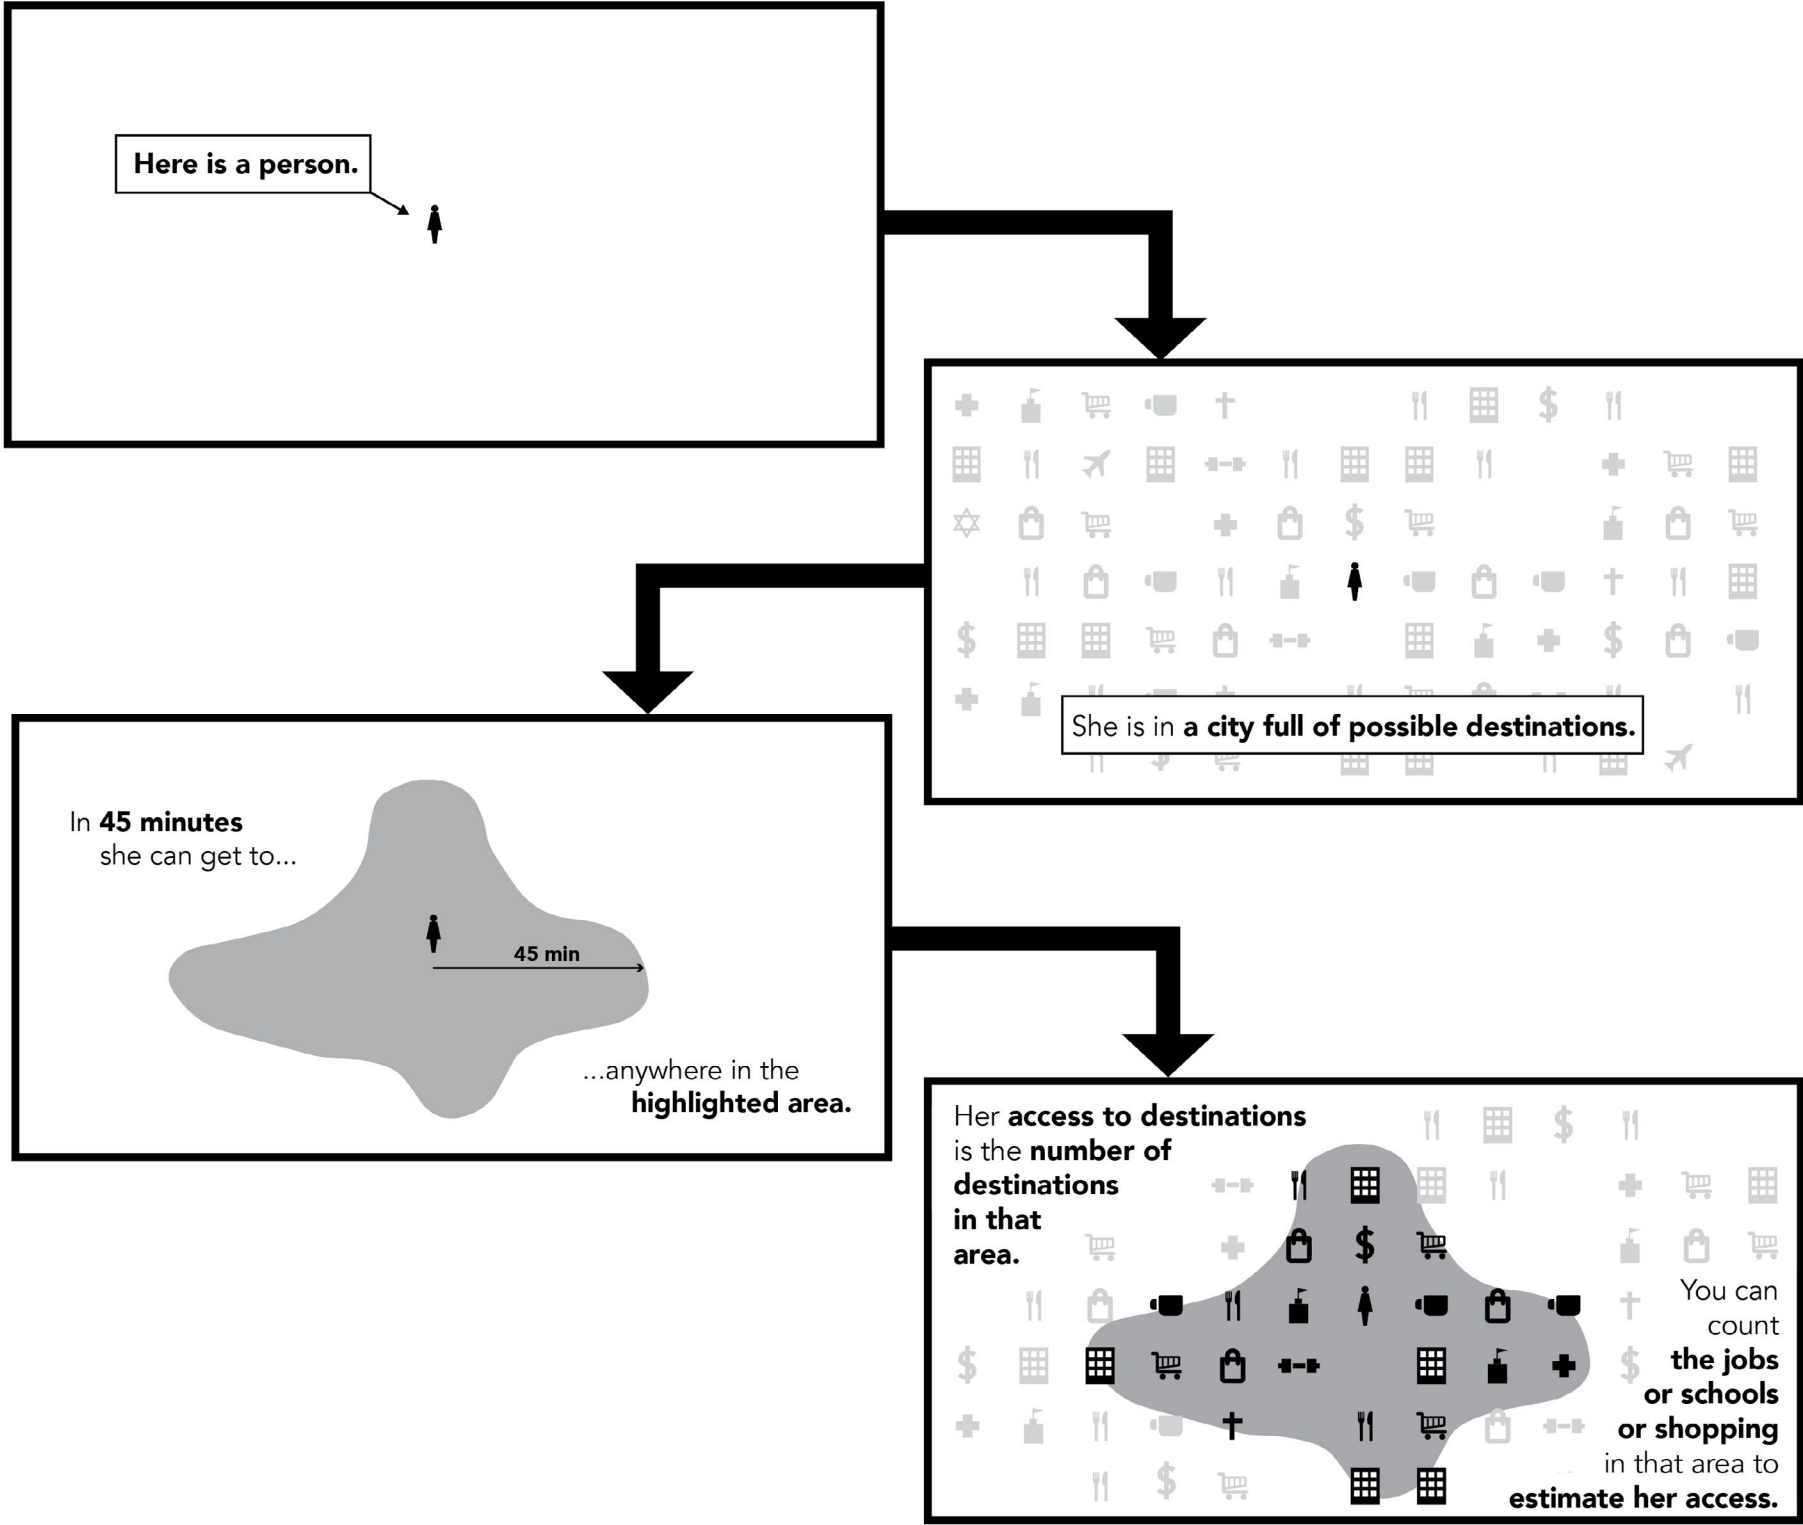 Here is a person.
She is in a city full of possible destinations.
In 45 minutes
she can get to...
45 min
...anywhere in the
highlighted area.
Her access to destinations
is the number of
destinations
in that
area.
You can
count
the jobs
or schools
or shopping
in that area to
estimate her access.